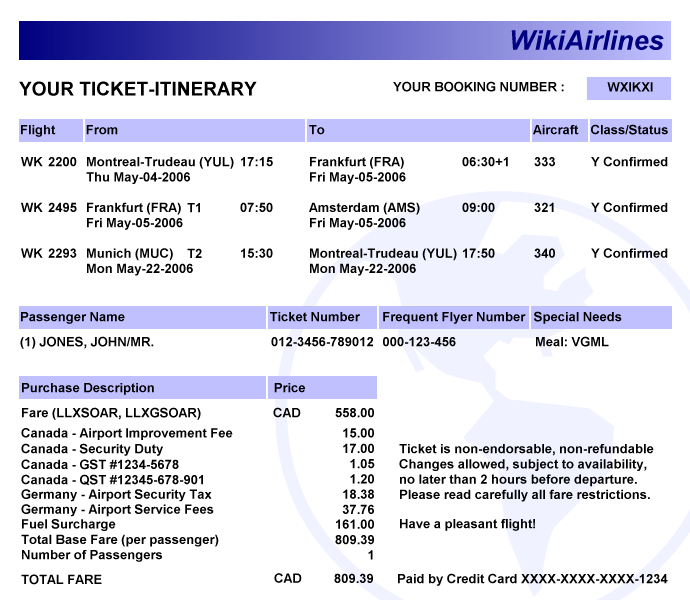 WikiAirlines
YOUR TICKET-ITINERARY YOUR BOOKING NUMBER : WXIKXI
Flight From To Aircraft Class/Status
WK 2200 Montreal-Trudeau (YUL) 17:15 Frankfurt (FRA) 06:30+1 333 Y Confirmed
Thu May-04-2006 Fri May-05-2006
WK 2495 Frankfurt (FRA) T1 07:50 Amsterdam (AMS) 09:00 321 Y Confirmed
Fri May-05-2006 Fri May-05-2006
WK 2293 Munich (MUC) T2 15:30 Montreal-Trudeau (YUL) 17:50 340 Y Confirmed
Mon May-22-2006 Mon May-22-2006
Passenger Name Ticket Number Frequent Flyer Number Special Needs
(1) JONES, JOHN/MR. 012-3456-789012 000-123-456 Meal: VGML
Purchase Description Price
Fare (LLXSOAR, LLXGSOAR) CAD 558.00
Canada - Airport Improvement Fee 15.00
Canada - Security Duty 17.00 Ticket is non-endorsable, non-refundable
Canada - GST #1234-5678 1.05 Changes allowed, subject to availability,
Canada - QST #12345-678-901 1.20 no later than 2 hours before departure.
Germany - Airport Security Tax 18.38 Please read carefully all fare restrictions.
Germany - Airport Service Fees 37.76
Fuel Surcharge 161.00 Have a pleasant flight!
Total Base Fare (per passenger) 809.39
Number of Passengers 1
TOTAL FARE CAD 809.39 Paid by Credit Card XXXX-XXXX-XXXX-1234